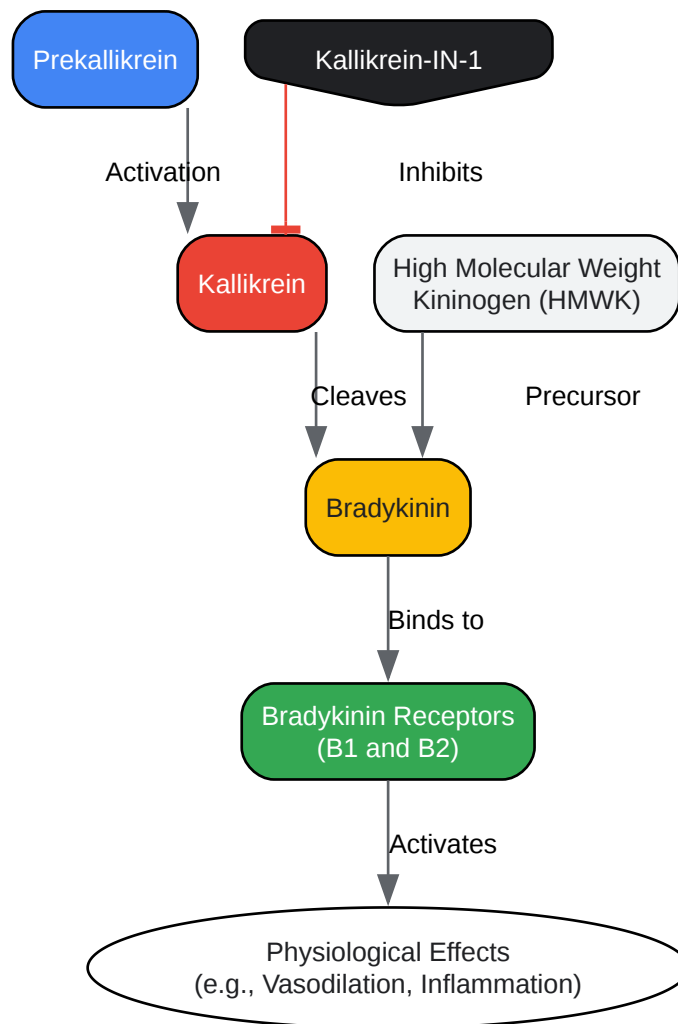 Prekallikrein
Kallikrein-IN-1
Activation
Inhibits
Kallikrein
High Molecular Weight
Kininogen (HMWK)
Cleaves
Precursor
Bradykinin
Binds to
Bradykinin Receptors
(B1 and B2)
Activates
Physiological Effects
(e.g., Vasodilation, Inflammation)